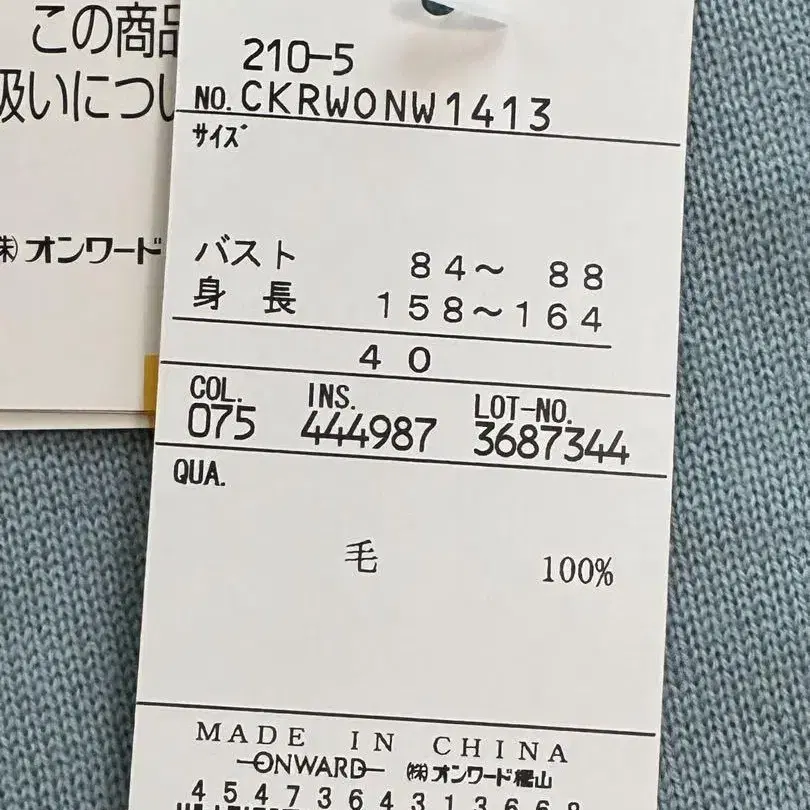 この商品
扱いについ
㈱オンワード
210-5
NO. CKRWONW1413
サイズ
バスト 84～ 88
身長 158～164
40
COL. INS. LOT-NO.
075 444987 3687344
QUA.
毛 100%
MADE IN CHINA
ONWARD ㈱オンワード樫山